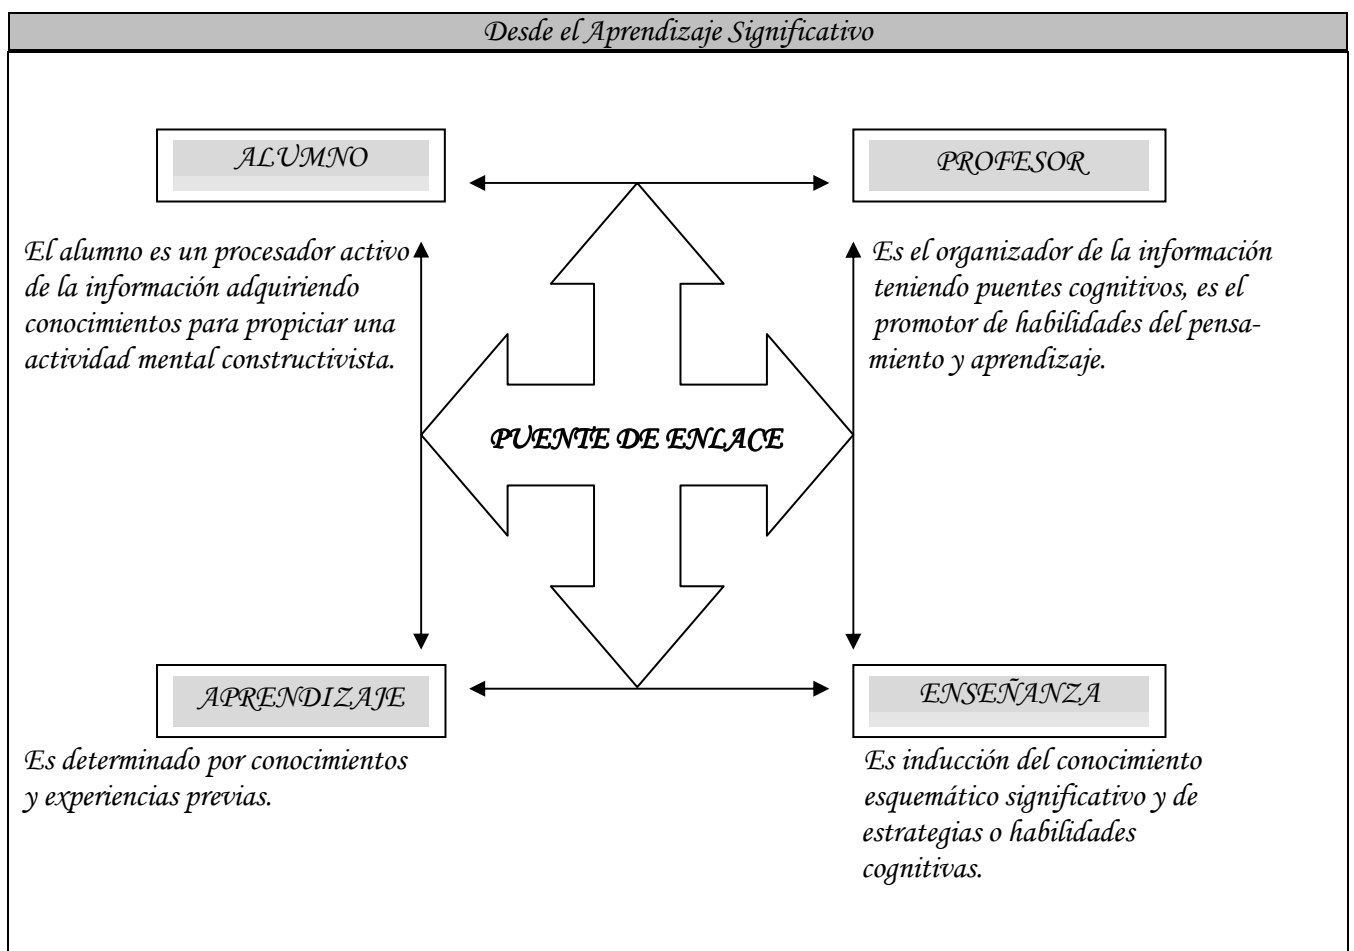 Desde el Aprendizaje Significativo
ALUMNO
PROFESOR
El alumno es un procesador activo
de la información adquiriendo
conocimientos para propiciar una
actividad mental constructivista.
Es el organizador de la información
teniendo puentes cognitivos, es el
promotor de habilidades del pensa-
miento y aprendizaje.
PUENTE DE ENLACE
APRENDIZAJE
ENSEÑANZA
Es determinado por conocimientos
y experiencias previas.
Es inducción del conocimiento
esquemático significativo y de
estrategias o habilidades
cognitivas.